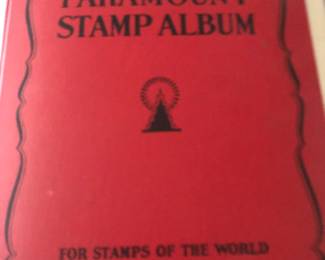 PARAMOUNT
STAMP ALBUM
FOR STAMPS OF THE WORLD